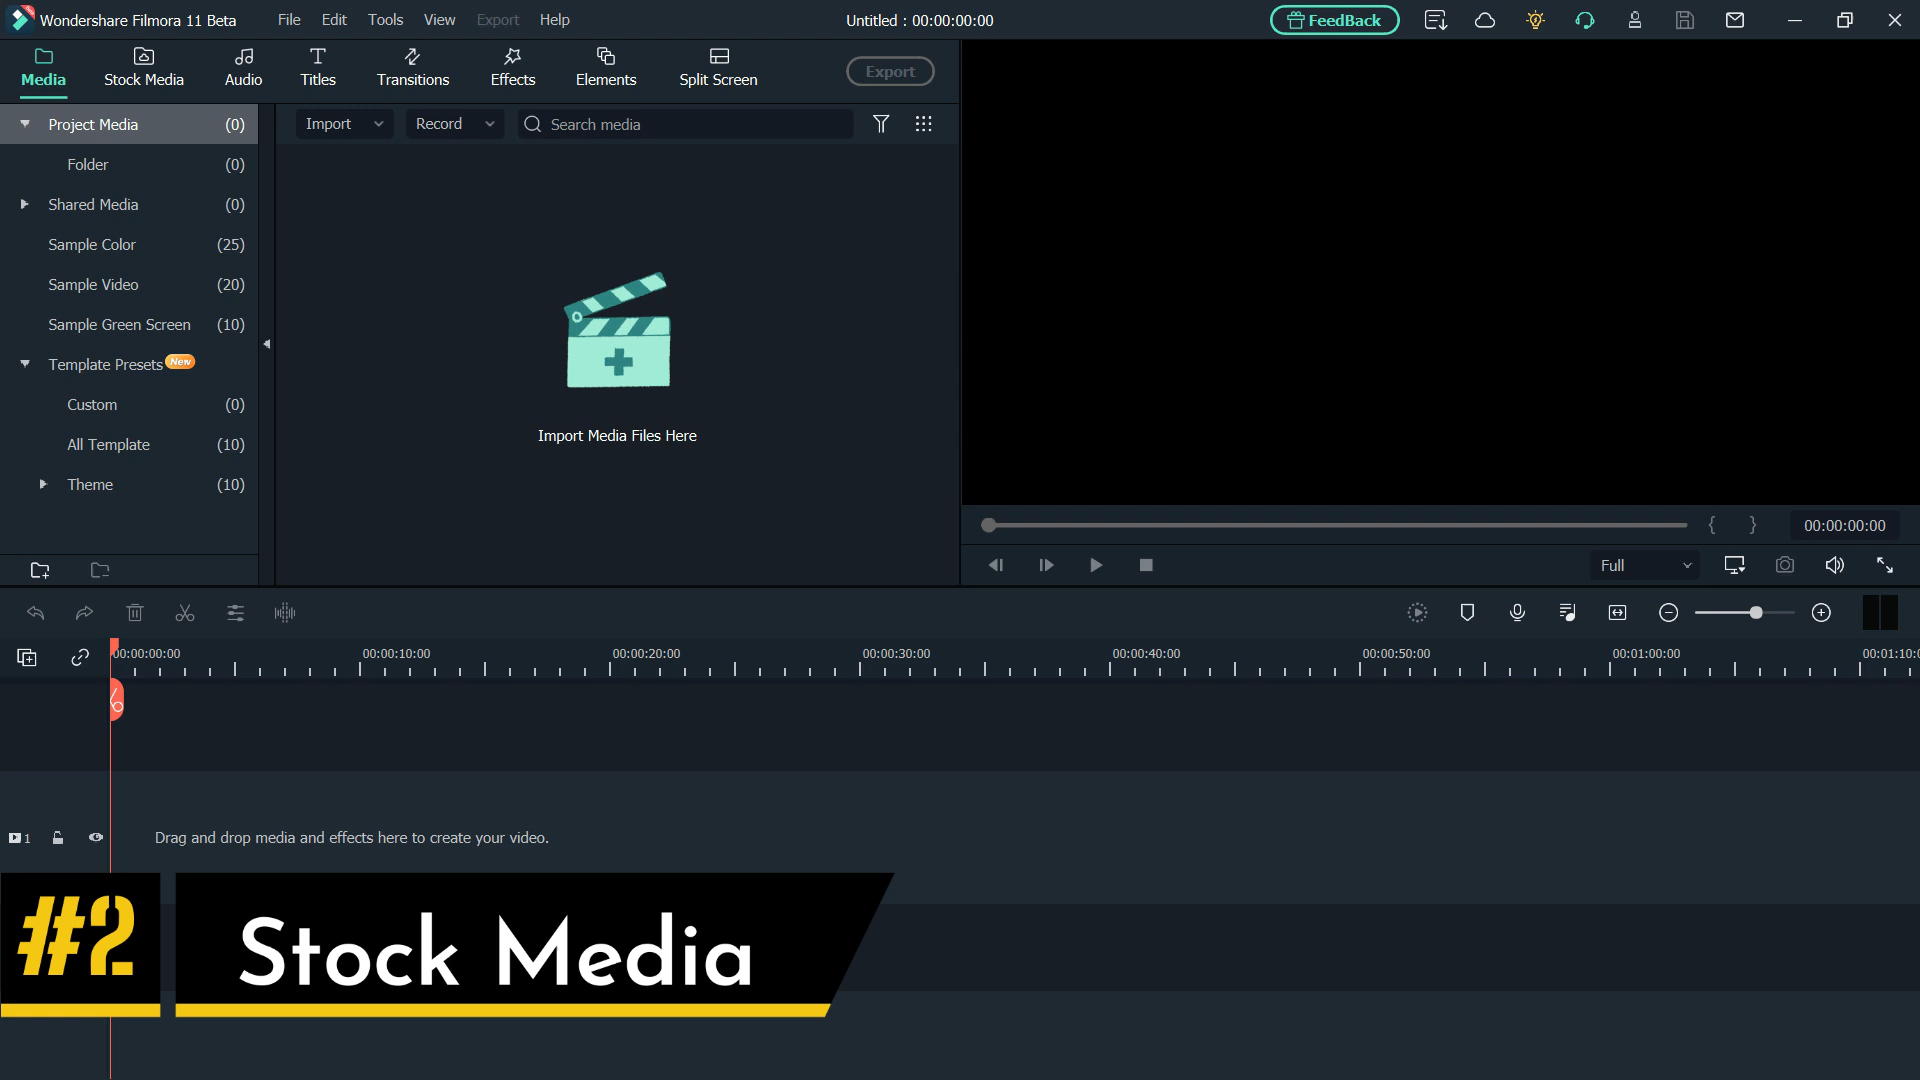 Wondershare Filmora 11 Beta
File Edit Tools View Export Help
Untitled : 00:00:00:00
FeedBack
Media Stock Media Audio Titles Transitions Effects Elements Split Screen
Export
Project Media (0)
Folder (0)
Shared Media (0)
Sample Color (25)
Sample Video (20)
Sample Green Screen (10)
Template Presets New
Custom (0)
All Template (10)
Theme (10)
Import Record Search media
Import Media Files Here
{ } 00:00:00:00
Full
00:00:00:00 00:00:10:00 00:00:20:00 00:00:30:00 00:00:40:00 00:00:50:00 00:01:00:00 00:01:10:0
1 Drag and drop media and effects here to create your video.
#2 Stock Media